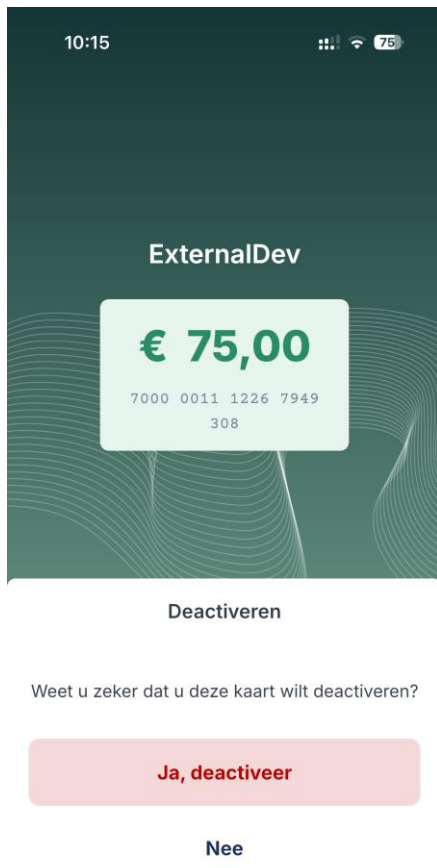 10:15
75
ExternalDev
€ 75,00
7000 0011 1226 7949
308
Deactiveren
Weet u zeker dat u deze kaart wilt deactiveren?
Ja, deactiveer
Nee